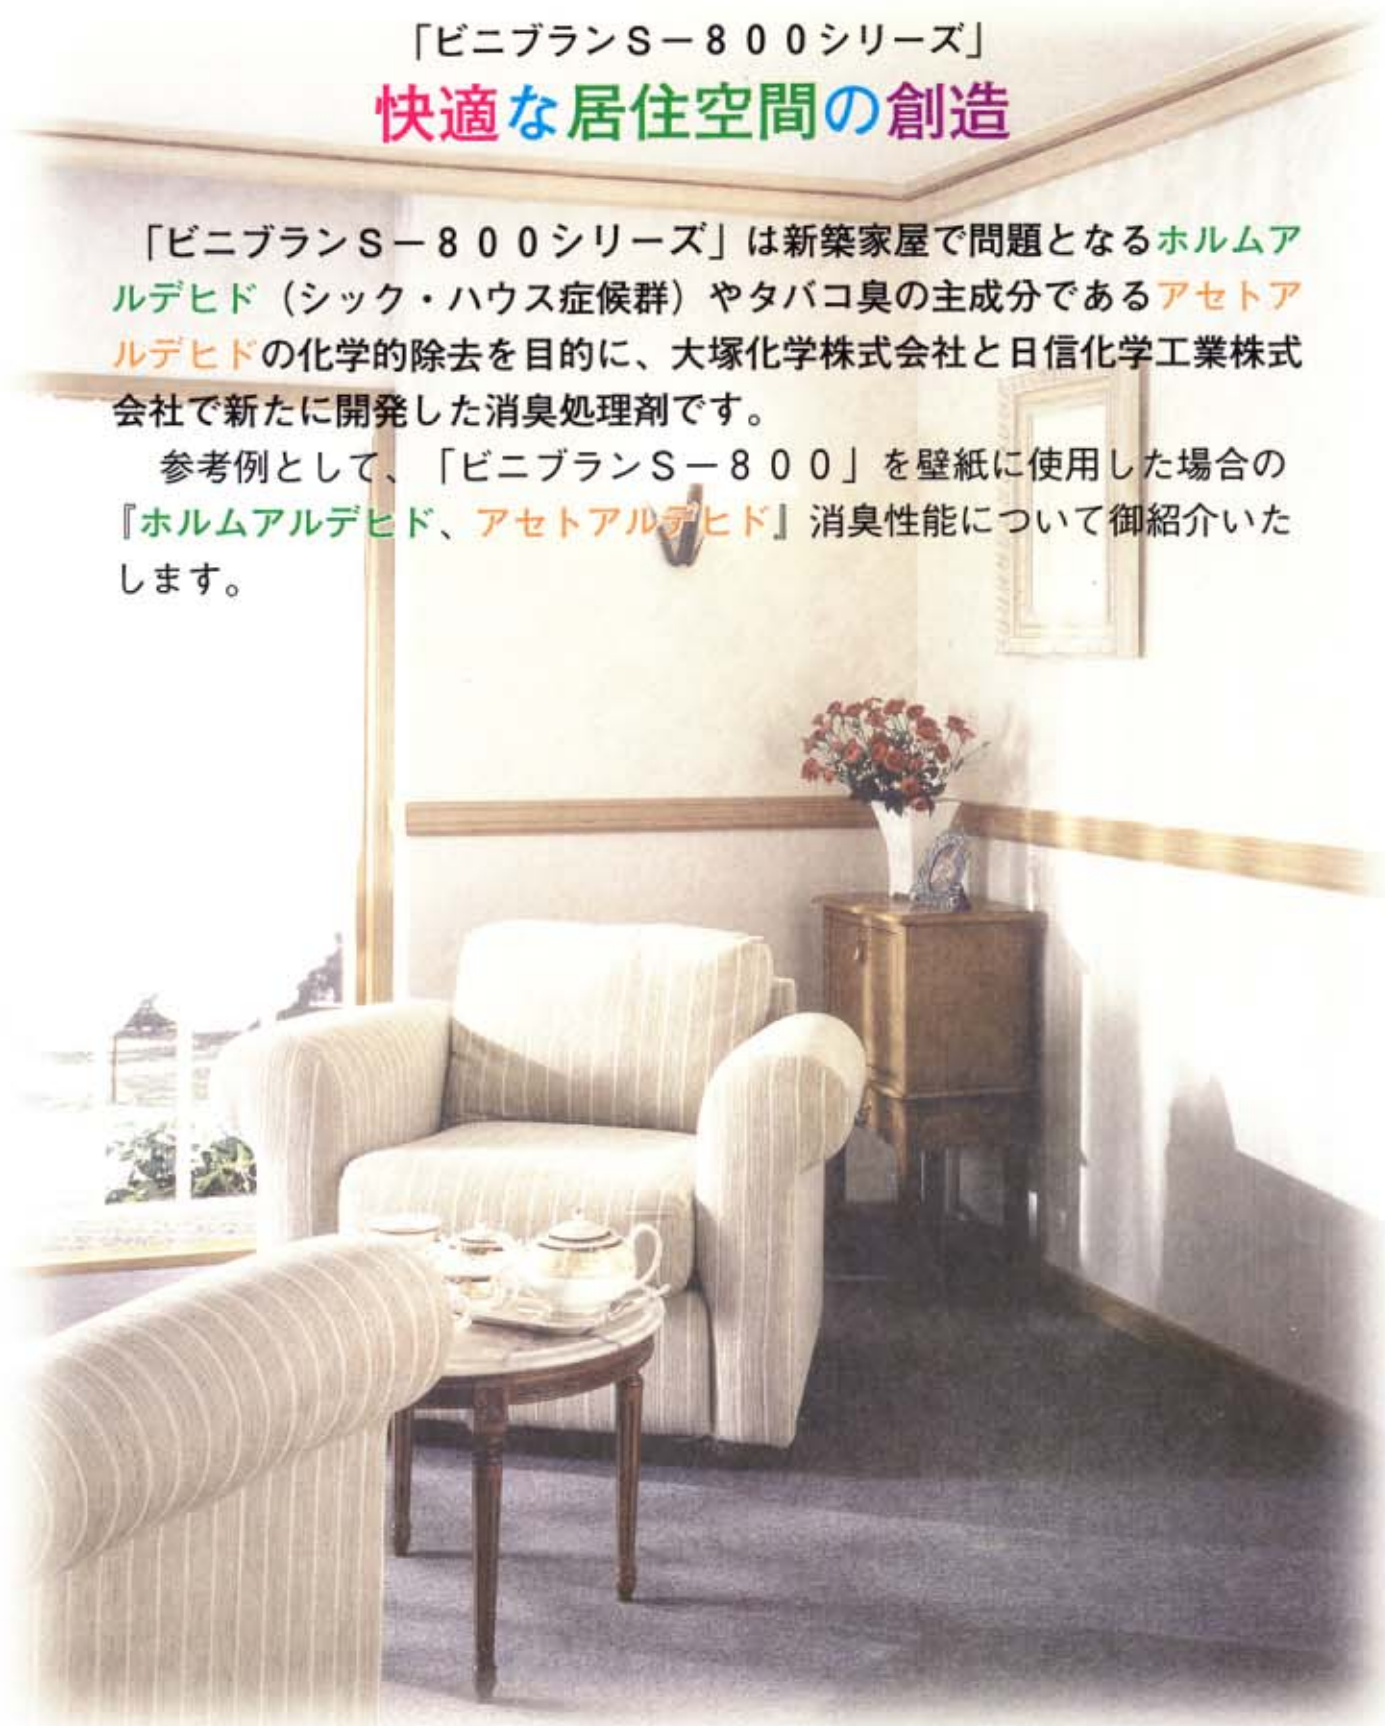 「ビニブランＳ－８００シリーズ」
快適な居住空間の創造
「ビニブランＳ－８００シリーズ」は新築家屋で問題となるホルムア
ルデヒド（シック・ハウス症候群）やタバコ臭の主成分であるアセトア
ルデヒドの化学的除去を目的に、大塚化学株式会社と日信化学工業株式
会社で新たに開発した消臭処理剤です。
参考例として、「ビニブランＳ－８００」を壁紙に使用した場合の
『ホルムアルデヒド、アセトアルデヒド』消臭性能について御紹介いた
します。